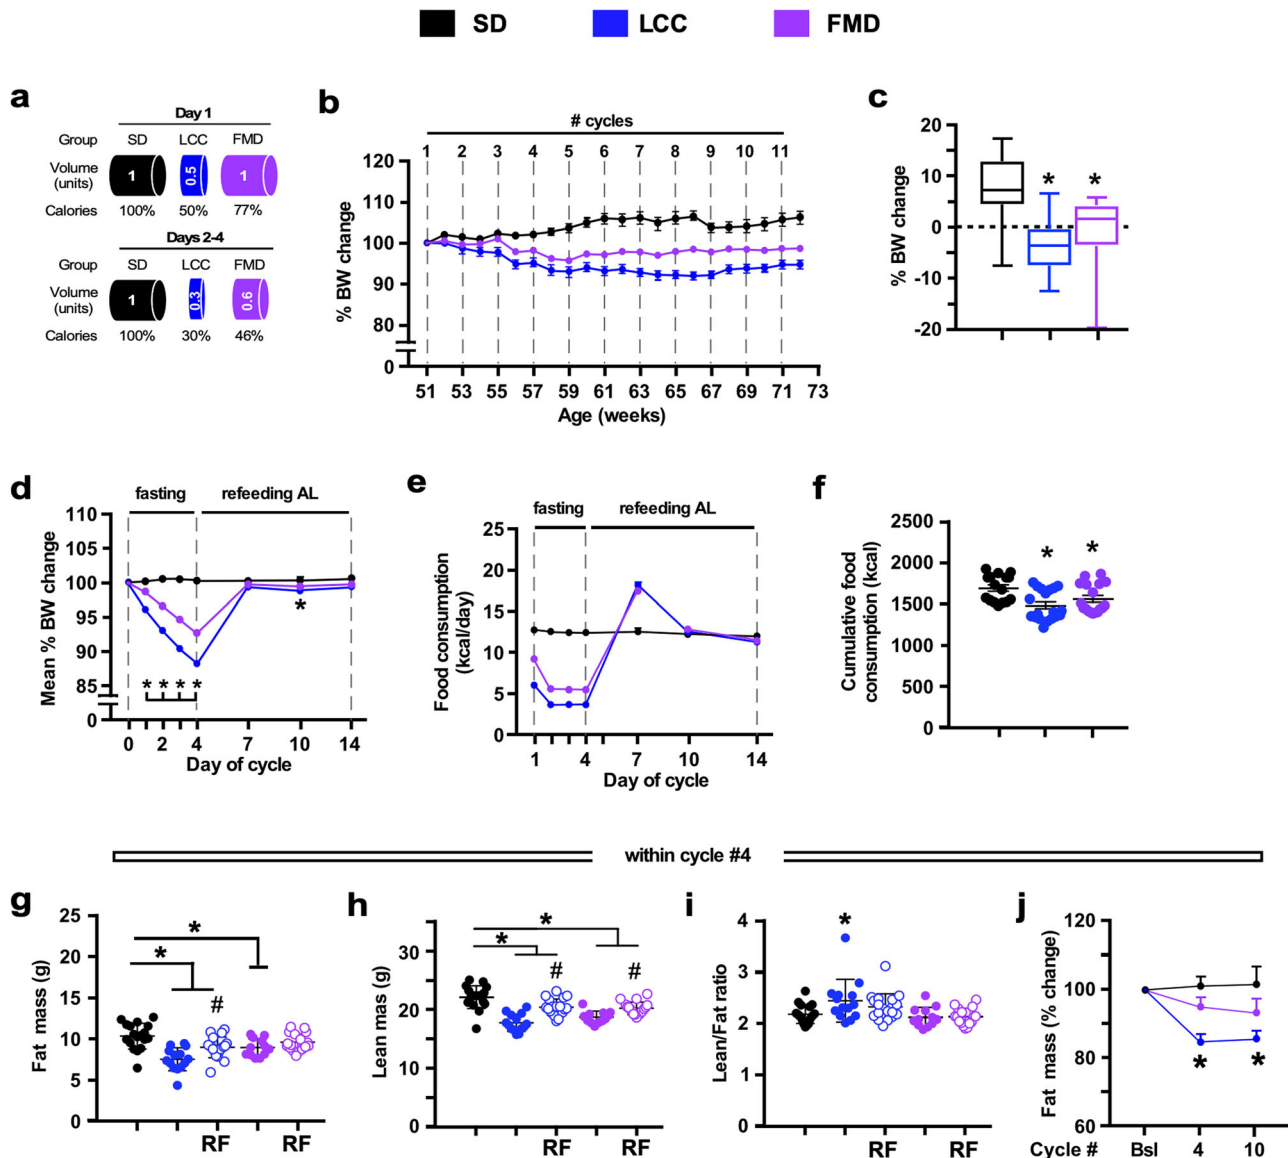 SD LCC FMD
a
Day 1
Group SD LCC FMD
Volume (units) 1 0.5 1
Calories 100% 50% 77%
Days 2-4
Group SD LCC FMD
Volume (units) 1 0.3 0.6
Calories 100% 30% 46%
b
# cycles
1 2 3 4 5 6 7 8 9 10 11
% BW change
120
100
90
80
0
51 53 55 57 59 61 63 65 67 69 71 73
Age (weeks)
c
% BW change
20
10
0
-10
-20
* *
d
fasting refeeding AL
Mean % BW change
110
105
100
95
90
85
0
*
* * * *
0 2 4 7 10 14
Day of cycle
e
fasting refeeding AL
Food consumption
(kcal/day)
25
20
15
10
5
0
1 4 7 10 14
Day of cycle
f
Cumulative food
consumption (kcal)
2500
2000
1500
1000
500
0
* *
within cycle #4
g
Fat mass (g)
25
20
15
10
5
0
*
*
#
RF RF
h
Lean mass (g)
30
20
10
0
*
*
# #
RF RF
i
Lean/Fat ratio
4
3
2
1
0
*
RF RF
j
Fat mass (% change)
120
100
80
60
* *
Cycle # Bsl 4 10